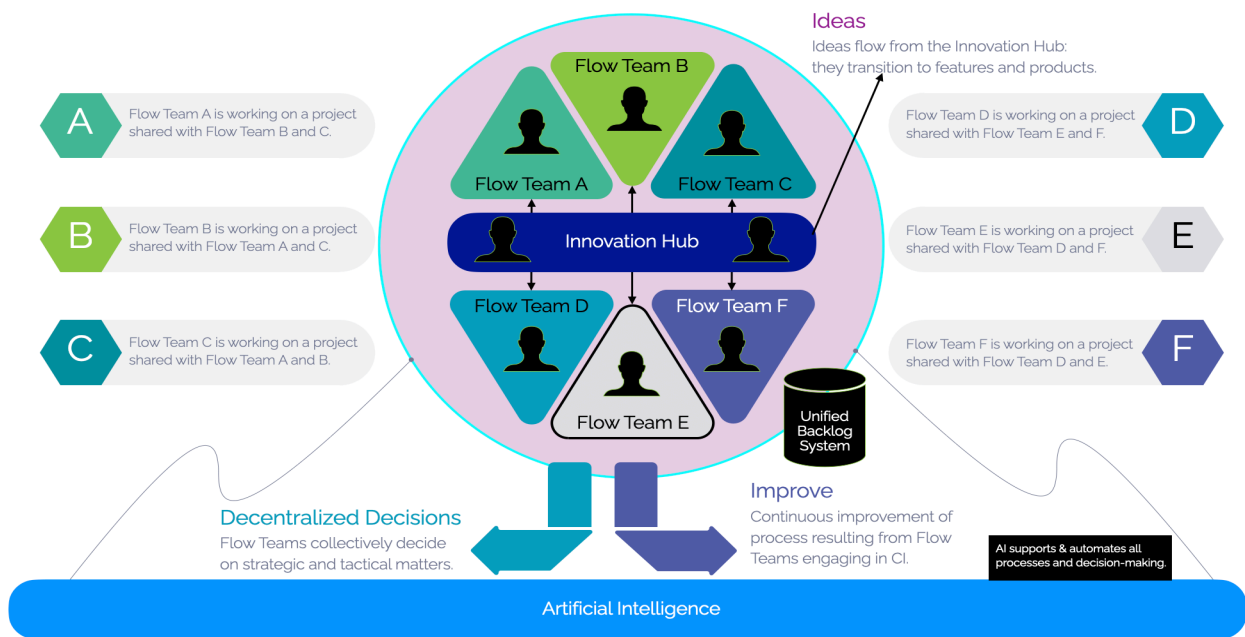 Ideas
Ideas flow from the Innovation Hub:
they transition to features and products.
Flow Team B
A
Flow Team A is working on a project
shared with Flow Team B and C.
D
Flow Team D is working on a project
shared with Flow Team E and F.
Flow Team A
Flow Team C
B
Flow Team B is working on a project
shared with Flow Team A and C.
Innovation Hub
E
Flow Team E is working on a project
shared with Flow Team D and F.
Flow Team D
Flow Team F
C
Flow Team C is working on a project
shared with Flow Team A and B.
F
Flow Team F is working on a project
shared with Flow Team D and E.
Flow Team E
Unified
Backlog
System
Decentralized Decisions
Flow Teams collectively decide
on strategic and tactical matters.
Improve
Continuous improvement of
process resulting from Flow
Teams engaging in CI.
AI supports & automates all
processes and decision-making.
Artificial Intelligence